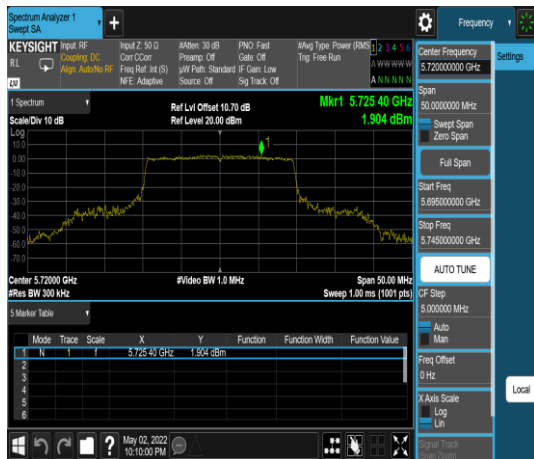 Spectrum Analyzer 1
Swept SA
+
Frequency
KEYSIGHT
RL
LXI
Input: RF
Coupling: DC
Align: Auto/No RF
Input Z: 50 Ω
Corr CCorr
Freq Ref: Int (S)
NFE: Adaptive
#Atten: 30 dB
Preamp: Off
µW Path: Standard
Source: Off
PNO: Fast
Gate: Off
IF Gain: Low
Sig Track: Off
#Avg Type: Power (RMS)
Trig: Free Run
1 2 3 4 5 6
A W W W W W
A N N N N N
1 Spectrum
Scale/Div 10 dB
Ref Lvl Offset 10.70 dB
Ref Level 20.00 dBm
Mkr1 5.725 40 GHz
1.904 dBm
Log
10.0
0.00
-10.0
-20.0
-30.0
-40.0
-50.0
-60.0
-70.0
1
Center 5.72000 GHz
#Res BW 300 kHz
#Video BW 1.0 MHz
Span 50.00 MHz
Sweep 1.00 ms (1001 pts)
5 Marker Table
Mode Trace Scale X Y Function Function Width Function Value
1 N 1 f 5.725 40 GHz 1.904 dBm
2
3
4
5
6
May 02, 2022
10:10:00 PM
Center Frequency
5.720000000 GHz
Span
50.0000000 MHz
Swept Span
Zero Span
Full Span
Start Freq
5.695000000 GHz
Stop Freq
5.745000000 GHz
AUTO TUNE
CF Step
5.000000 MHz
Auto
Man
Freq Offset
0 Hz
X Axis Scale
Log
Lin
Signal Track
(Span Zoom)
Settings
Local